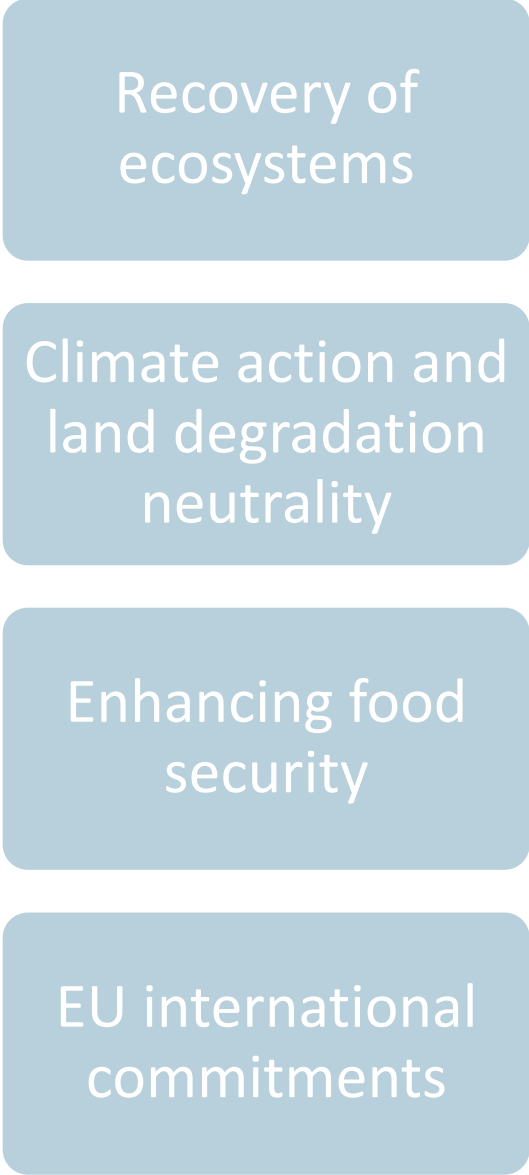 Recovery of
ecosystems
Climate action and
land degradation
neutrality
Enhancing food
security
EU international
commitments